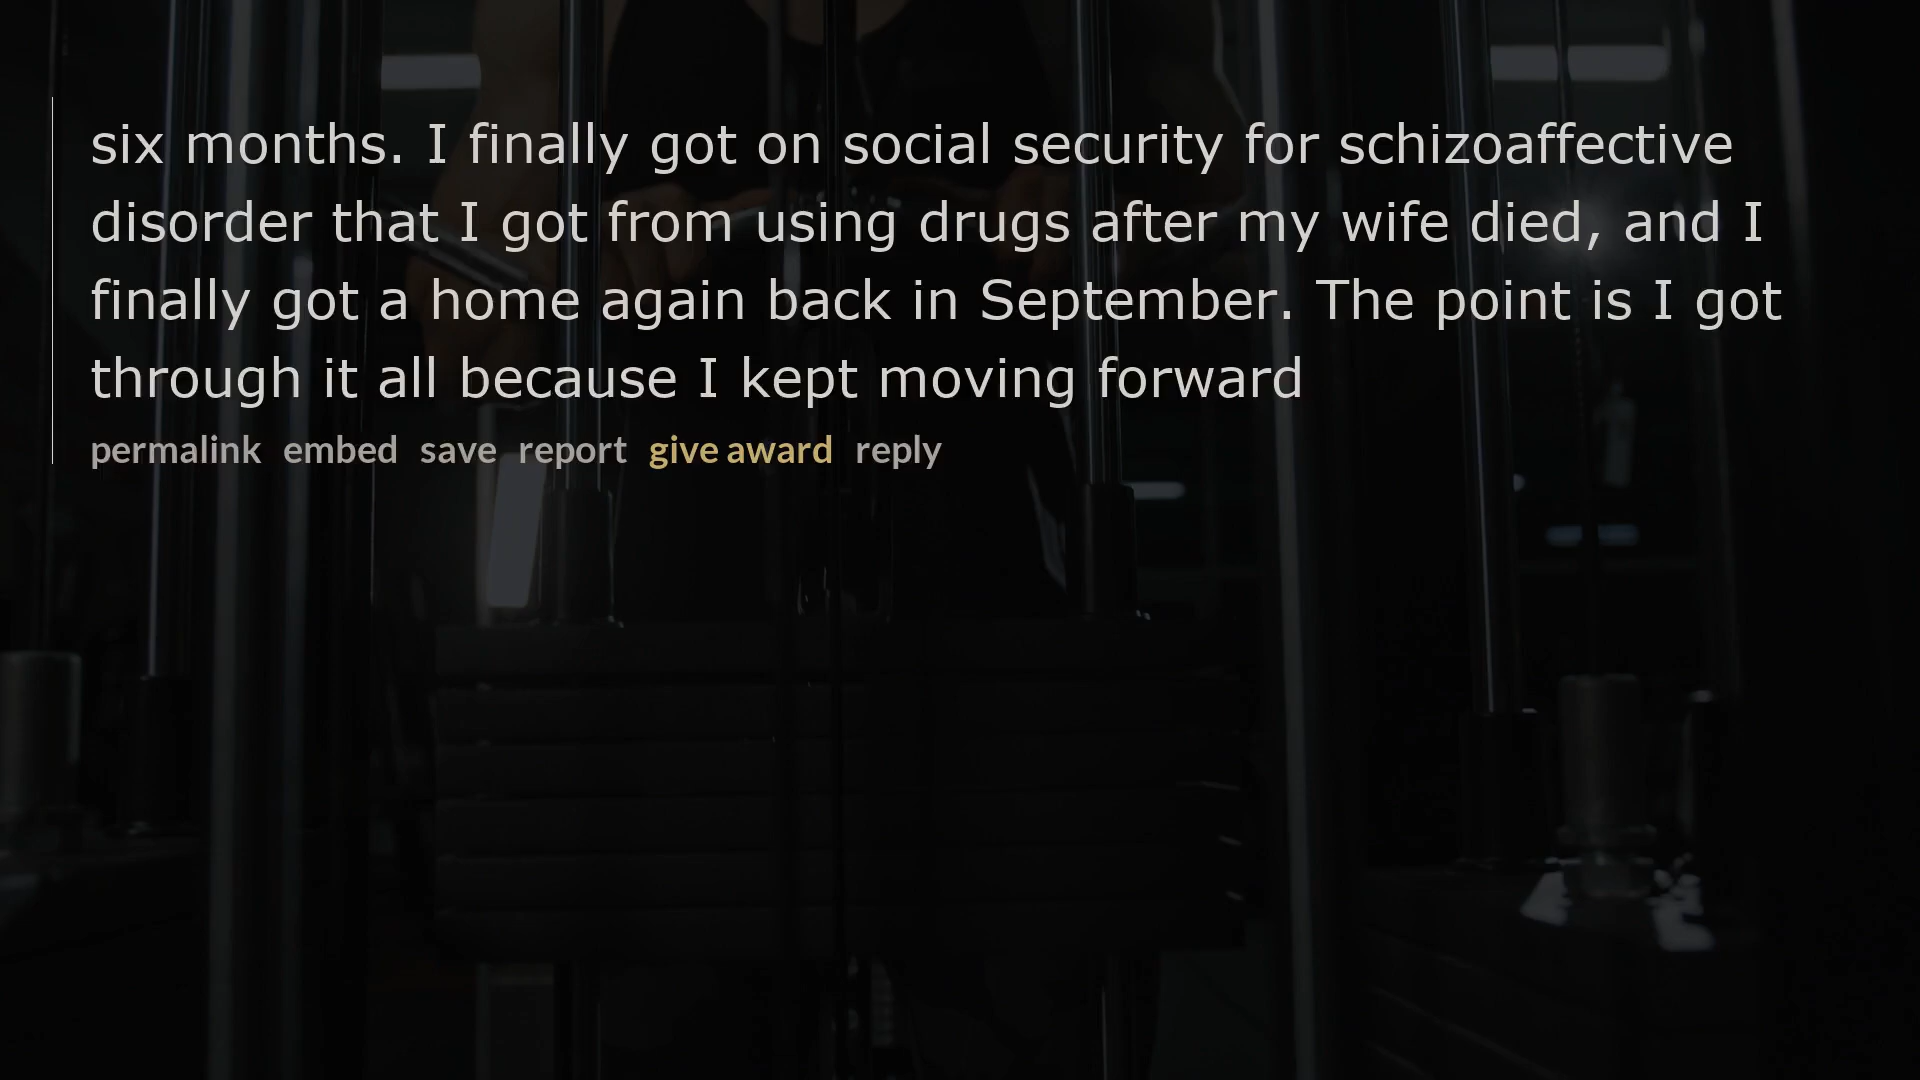 six months. I finally got on social security for schizoaffective
disorder that I got from using drugs after my wife died, and I
finally got a home again back in September. The point is I got
through it all because I kept moving forward
permalink embed save report give award reply